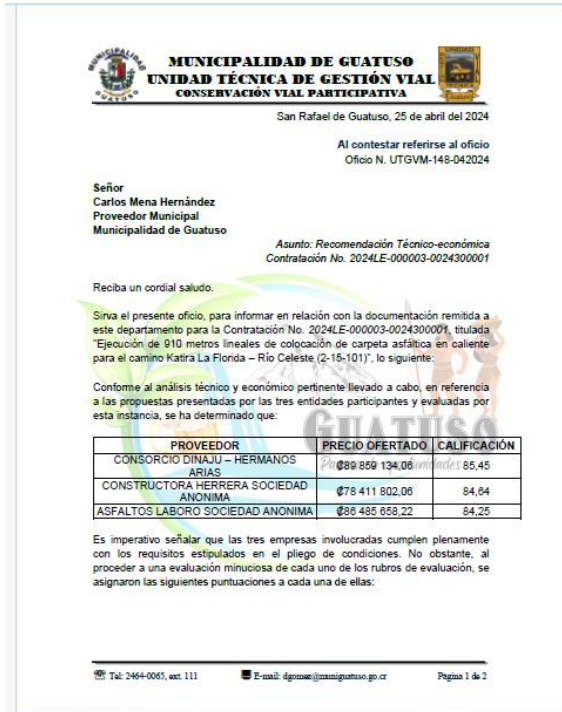 MUNICIPALIDAD DE GUATUSO
UNIDAD TÉCNICA DE GESTIÓN VIAL
CONSERVACIÓN VIAL PARTICIPATIVA
MUNICIPALIDAD
GUATUSO
San Rafael de Guatuso, 25 de abril del 2024
Al contestar referirse al oficio
Oficio N. UTGVM-148-042024
Señor
Carlos Mena Hernández
Proveedor Municipal
Municipalidad de Guatuso
Asunto: Recomendación Técnico-económica
Contratación No. 2024LE-000003-0024300001
Reciba un cordial saludo.
Sirva el presente oficio, para informar en relación con la documentación remitida a
este departamento para la Contratación No. 2024LE-000003-0024300001, titulada
"Ejecución de 910 metros lineales de colocación de carpeta asfáltica en caliente
para el camino Katira La Florida – Río Celeste (2-15-101)", lo siguiente:
Conforme al análisis técnico y económico pertinente llevado a cabo, en referencia
a las propuestas presentadas por las tres entidades participantes y evaluadas por
esta instancia, se ha determinado que:
GUATUSO
PROVEEDOR PRECIO OFERTADO CALIFICACIÓN
CONSORCIO DINAJU – HERMANOS
ARIAS ₡89 859 134,06 85,45
CONSTRUCTORA HERRERA SOCIEDAD
ANONIMA ₡78 411 802,06 84,64
ASFALTOS LABORO SOCIEDAD ANONIMA ₡86 485 658,22 84,25
Es imperativo señalar que las tres empresas involucradas cumplen plenamente
con los requisitos estipulados en el pliego de condiciones. No obstante, al
proceder a una evaluación minuciosa de cada uno de los rubros de evaluación, se
asignaron las siguientes puntuaciones a cada una de ellas:
Tel: 2464-0065, ext. 111 E-mail: dgomez@muniguatuso.go.cr Página 1 de 2